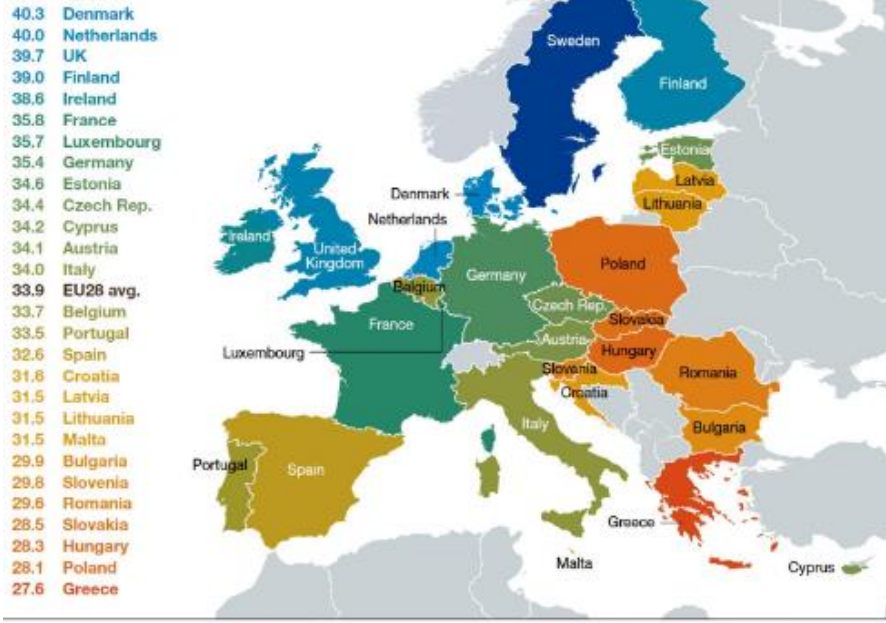 40.3 Denmark
40.0 Netherlands
39.7 UK
39.0 Finland
38.6 Ireland
35.8 France
35.7 Luxembourg
35.4 Germany
34.6 Estonia
34.4 Czech Rep.
34.2 Cyprus
34.1 Austria
34.0 Italy
33.9 EU28 avg.
33.7 Belgium
33.5 Portugal
32.6 Spain
31.8 Croatia
31.5 Latvia
31.5 Lithuania
31.5 Malta
29.9 Bulgaria
29.8 Slovenia
29.6 Romania
28.5 Slovakia
28.3 Hungary
28.1 Poland
27.6 Greece
Sweden
Finland
Estonia
Latvia
Lithuania
Denmark
Netherlands
Ireland
United
Kingdom
Belgium
Germany
Poland
Czech Rep.
Slovakia
France
Luxembourg
Austria
Hungary
Slovenia
Croatia
Romania
Bulgaria
Italy
Portugal
Spain
Greece
Malta
Cyprus